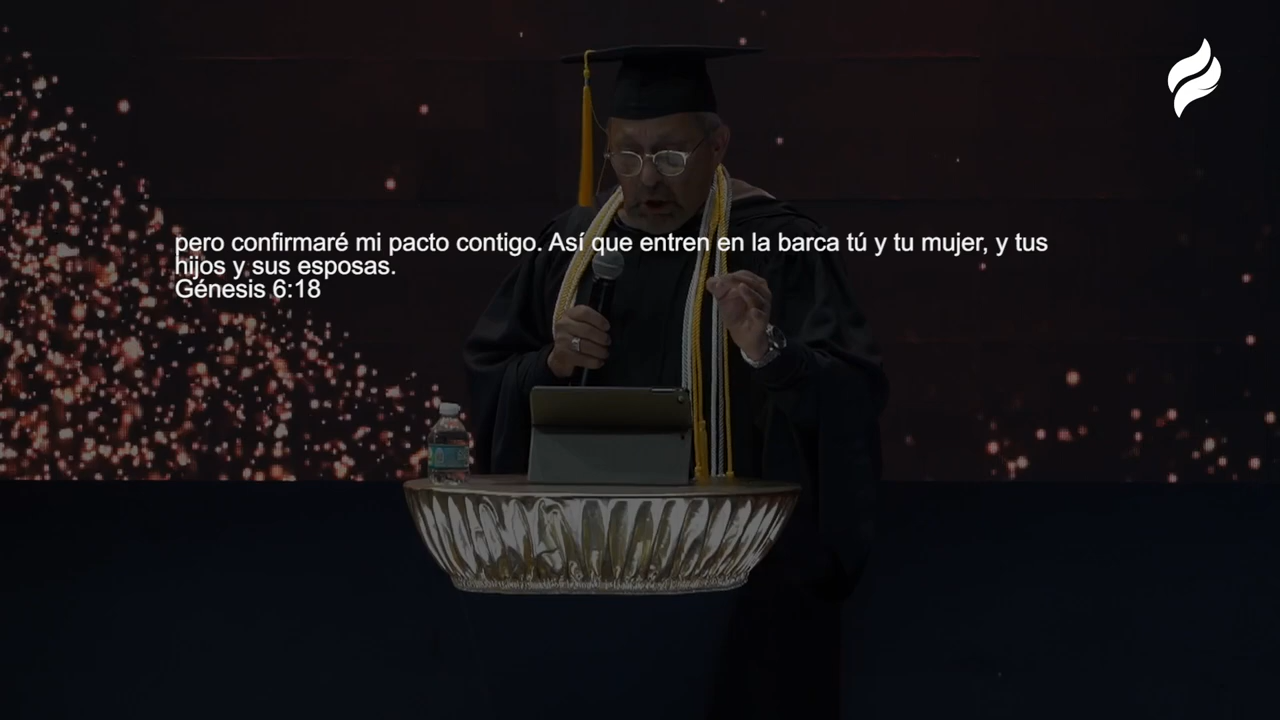 pero confirmaré mi pacto contigo. Así que entren en la barca tú y tu mujer, y tus
hijos y sus esposas.
Génesis 6:18